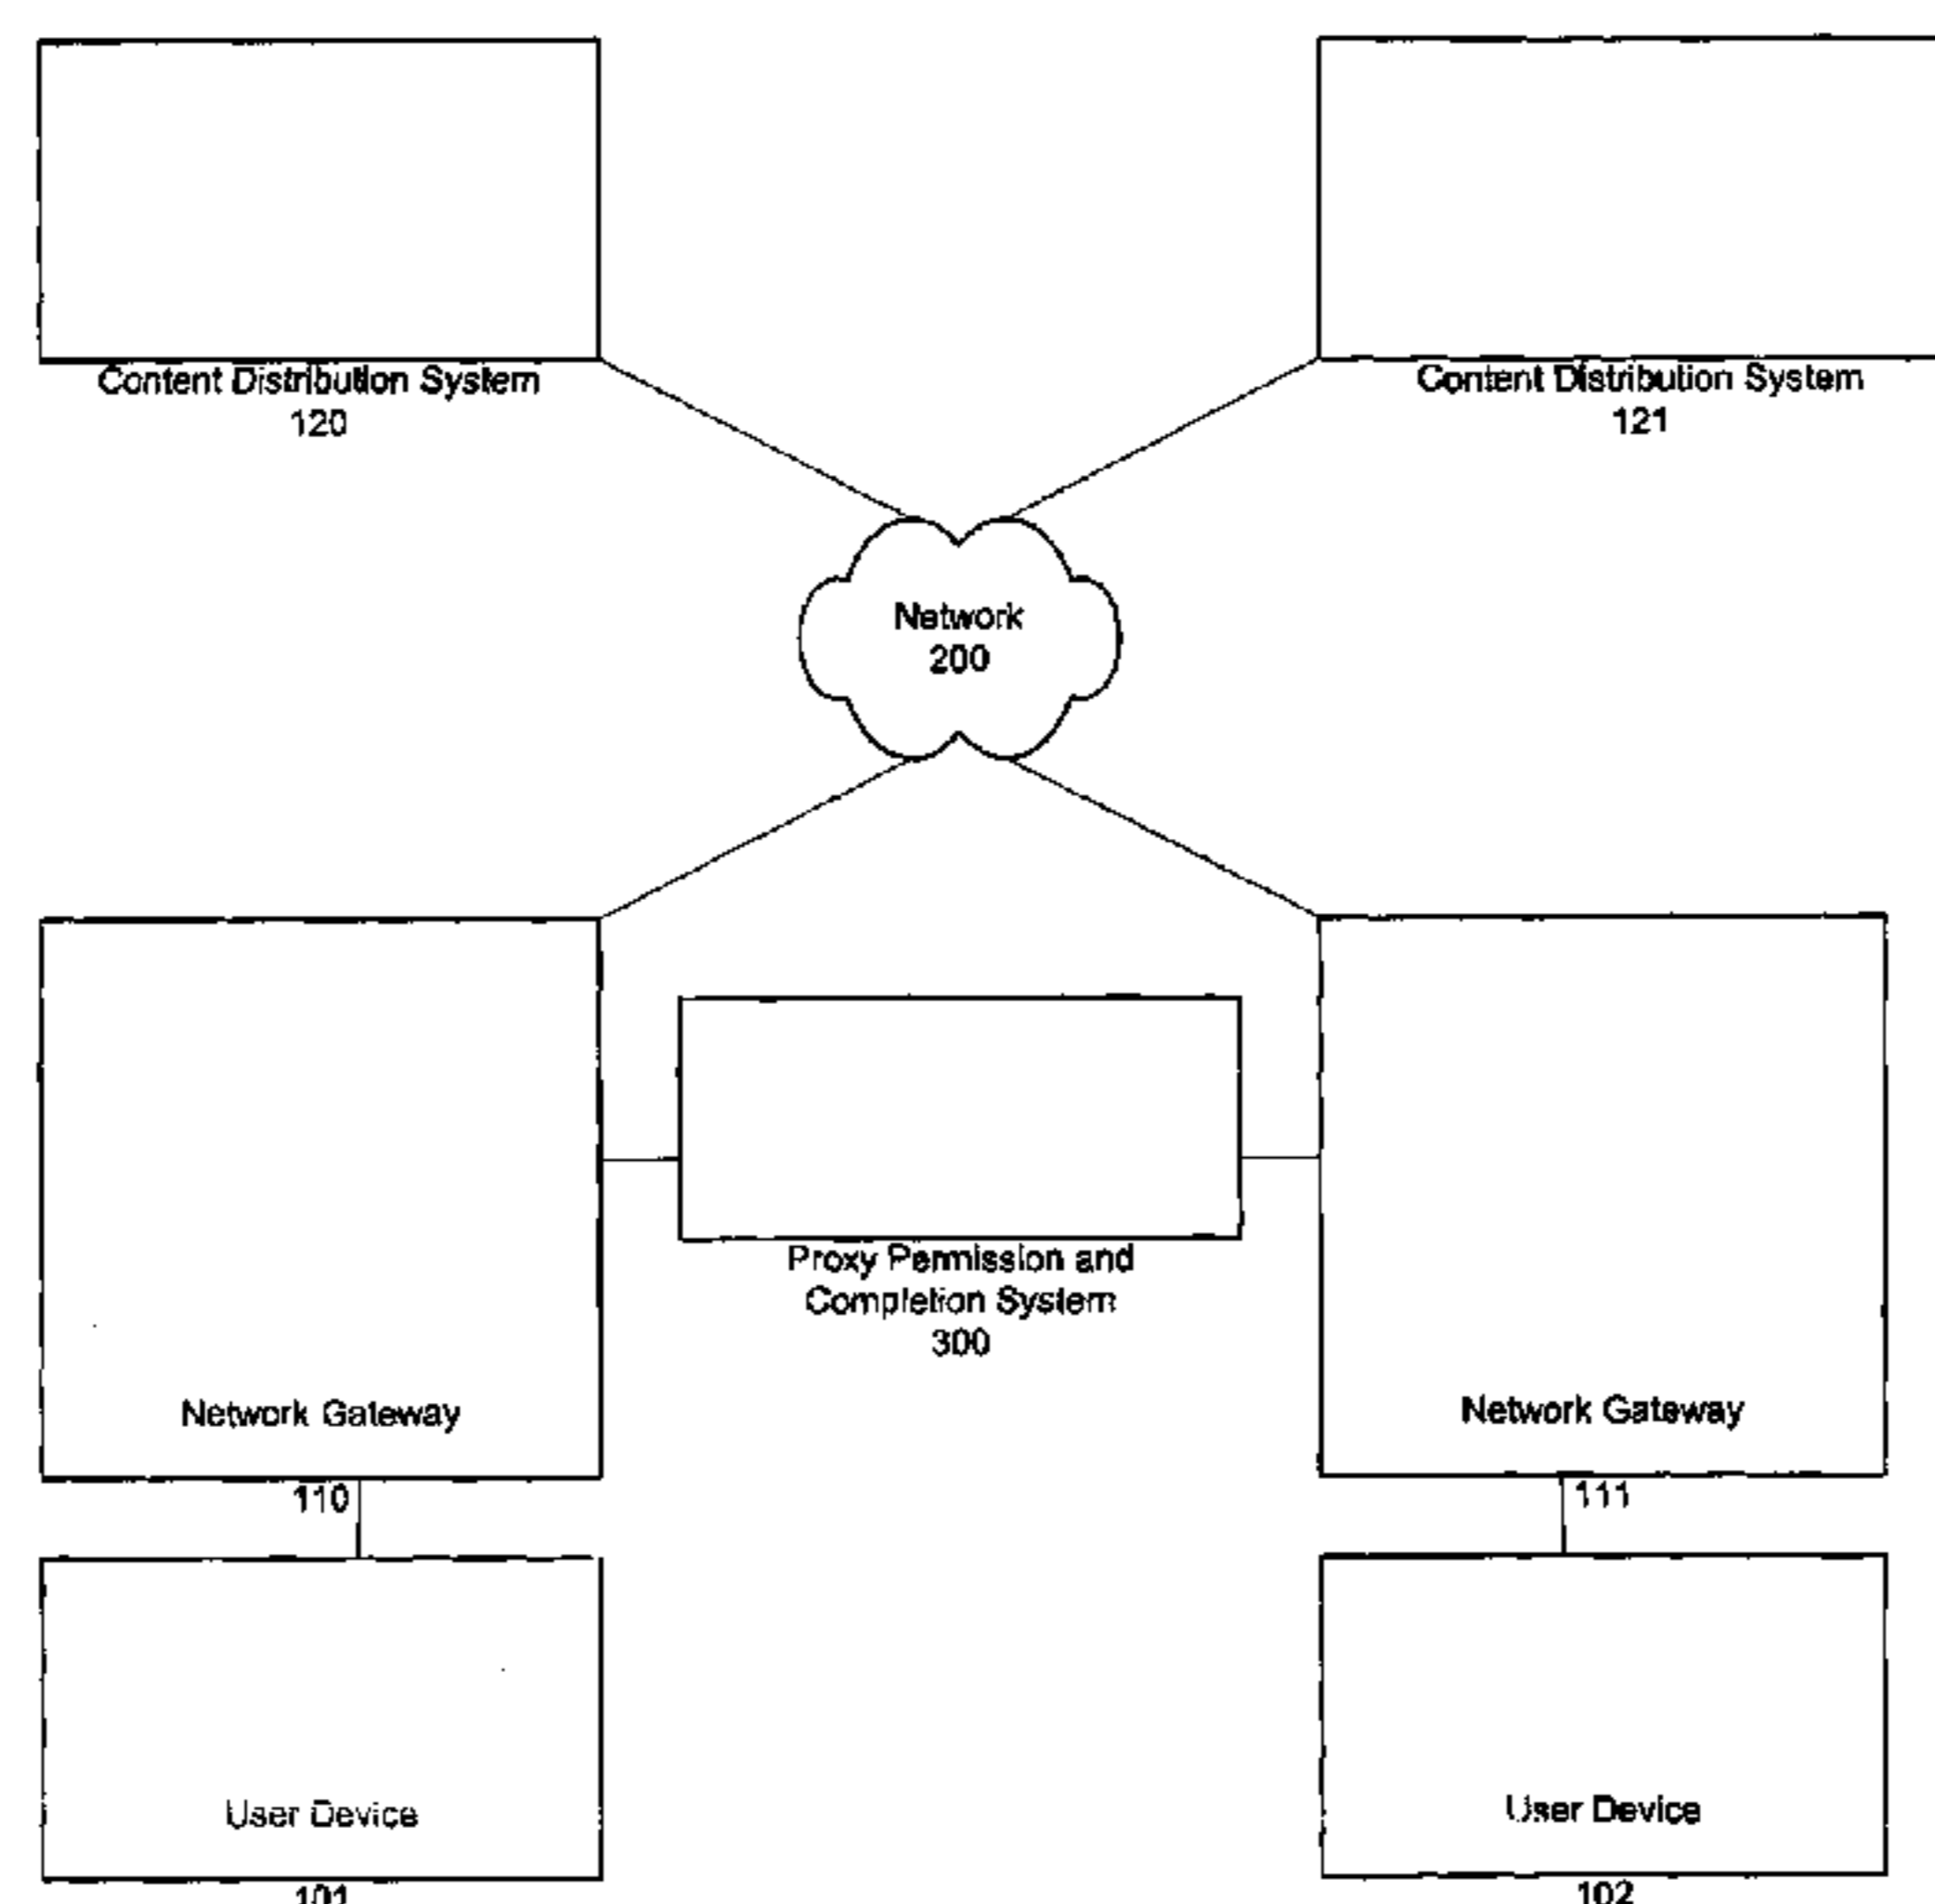 Content Distribution System
120
Content Distribution System
121
Network
200
Proxy Permission and
Completion System
300
Network Gateway
110
Network Gateway
111
User Device
101
User Device
102